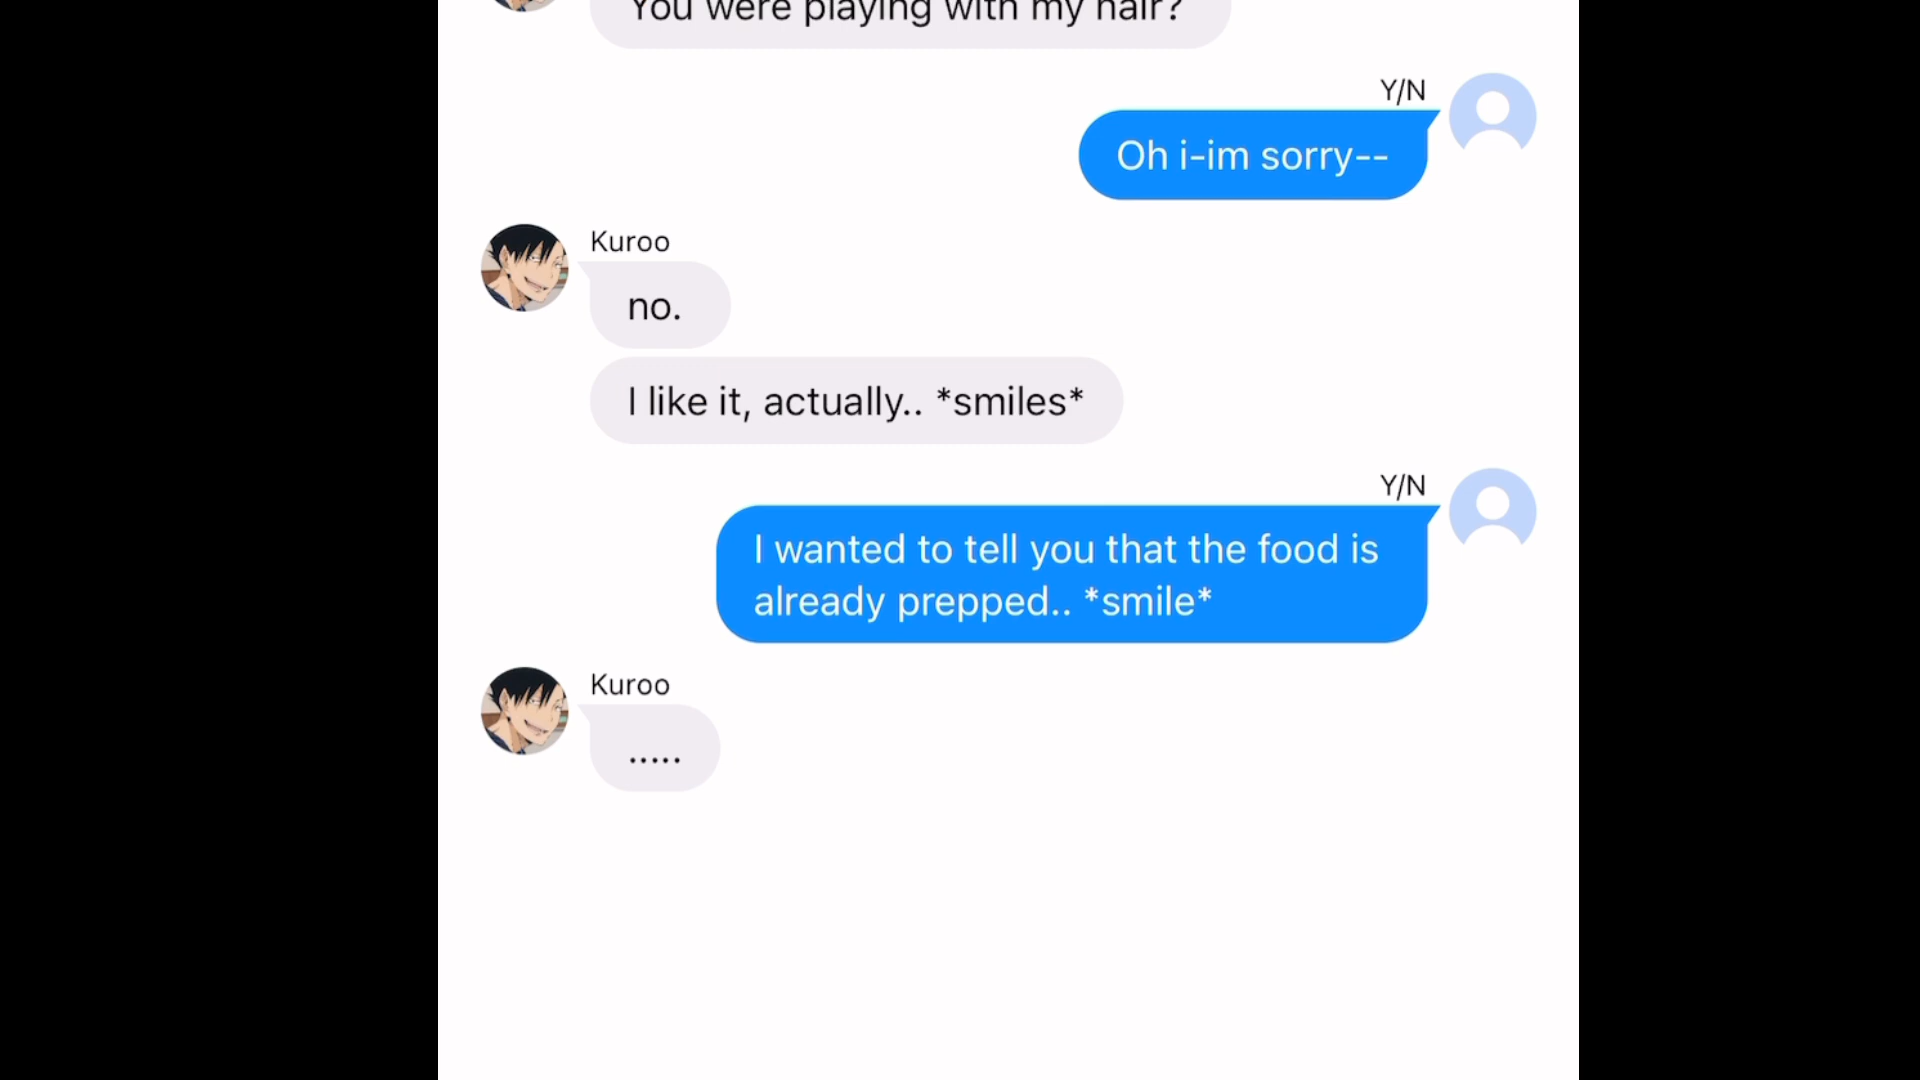 You were playing with my hair?
Y/N
Oh i-im sorry--
Kuroo
no.
I like it, actually.. *smiles*
Y/N
I wanted to tell you that the food is
already prepped.. *smile*
Kuroo
.....